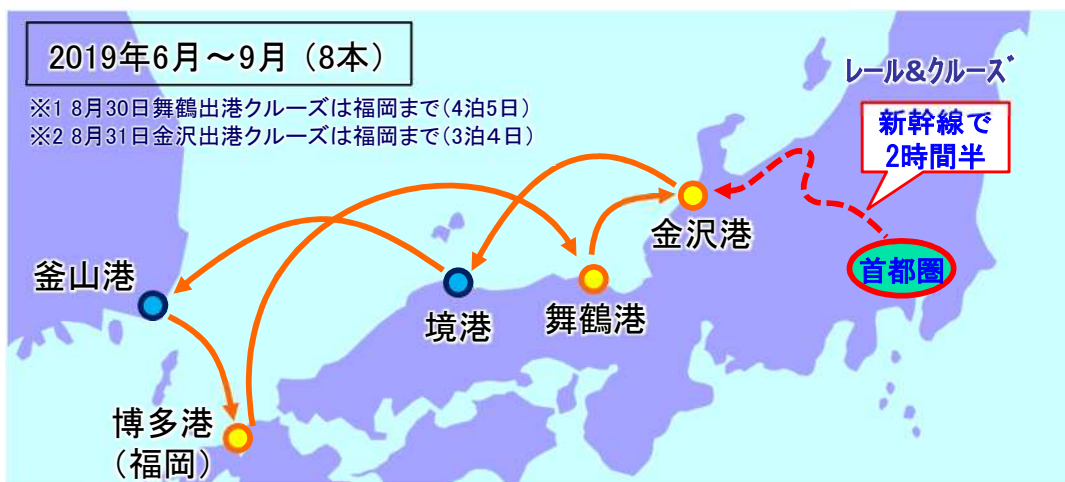 2019年6月～9月（8本）
※1 8月30日舞鶴出港クルーズは福岡まで（4泊5日）
※2 8月31日金沢出港クルーズは福岡まで（3泊4日）
レール&クルーズ
新幹線で
2時間半
首都圏
金沢港
舞鶴港
境港
釜山港
博多港
（福岡）